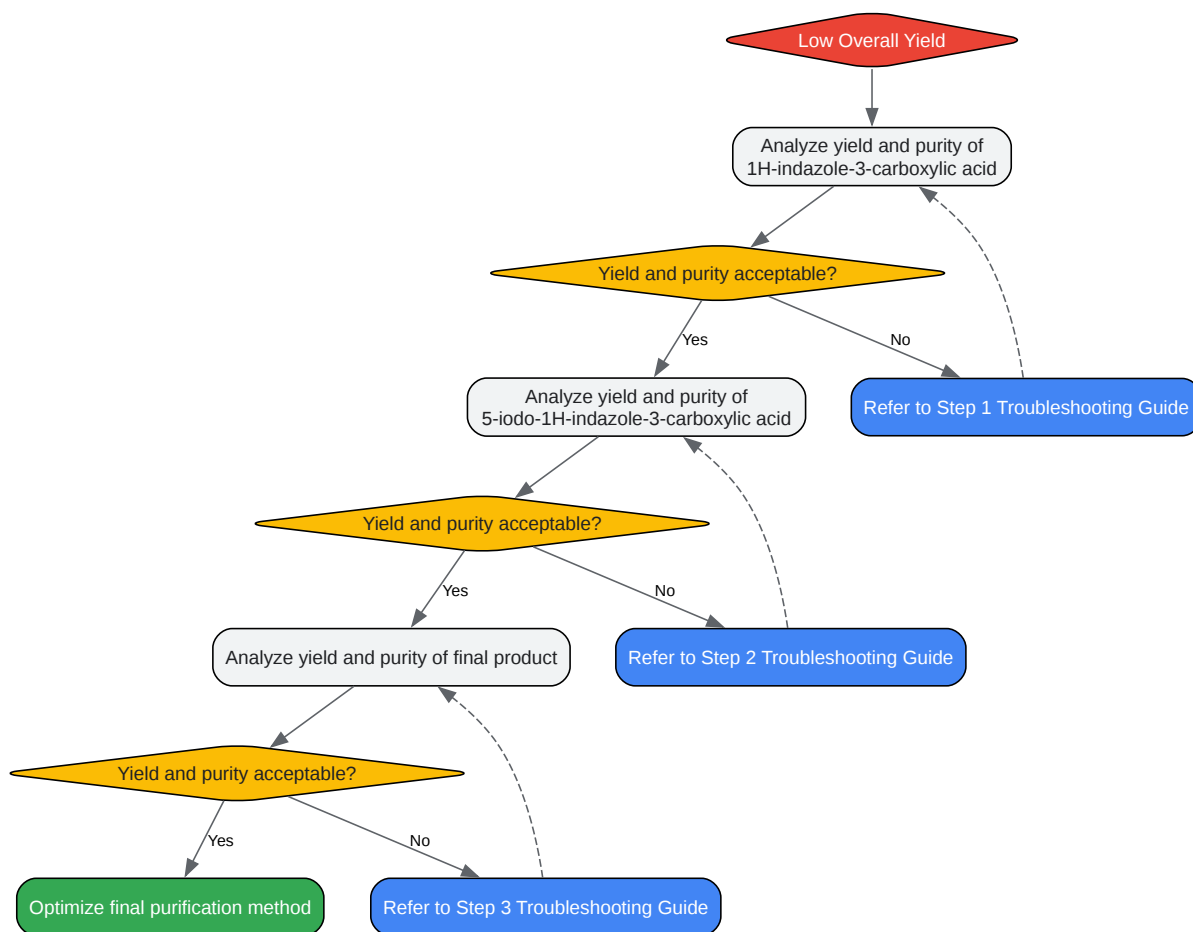 Low Overall Yield
Analyze yield and purity of
1H-indazole-3-carboxylic acid
Yield and purity acceptable?
Yes
No
Analyze yield and purity of
5-iodo-1H-indazole-3-carboxylic acid
Refer to Step 1 Troubleshooting Guide
Yield and purity acceptable?
Yes
No
Analyze yield and purity of final product
Refer to Step 2 Troubleshooting Guide
Yield and purity acceptable?
Yes
No
Optimize final purification method
Refer to Step 3 Troubleshooting Guide